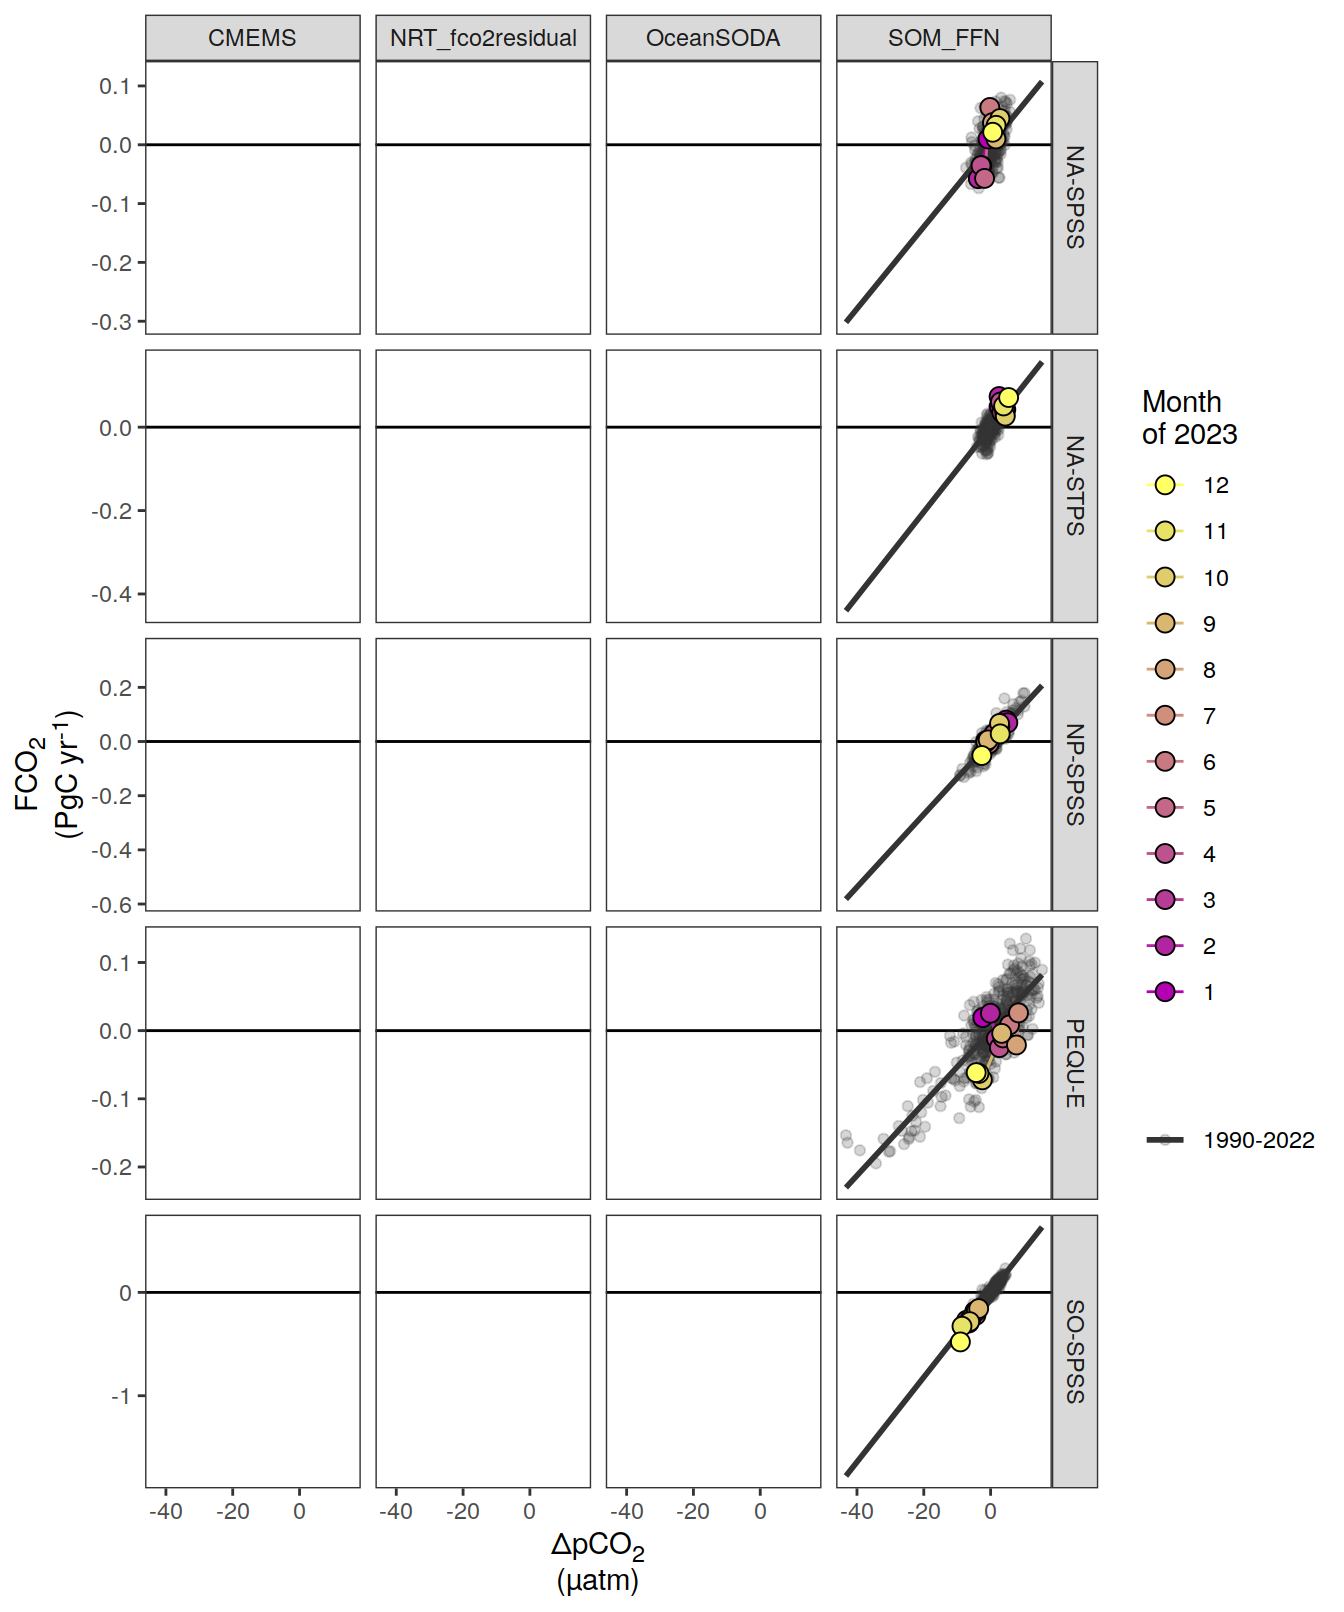 CMEMS NRT_fco2residual OceanSODA SOM_FFN
0.1
0.0
-0.1
-0.2
-0.3
NA-SPSS
0.0
-0.2
-0.4
NA-STPS
0.2
0.0
-0.2
-0.4
-0.6
NP-SPSS
0.1
0.0
-0.1
-0.2
PEQU-E
0
-1
SO-SPSS
-40 -20 0 -40 -20 0 -40 -20 0 -40 -20 0
ΔpCO₂
(µatm)
FCO₂
(PgC yr⁻¹)
Month
of 2023
12
11
10
9
8
7
6
5
4
3
2
1
1990-2022